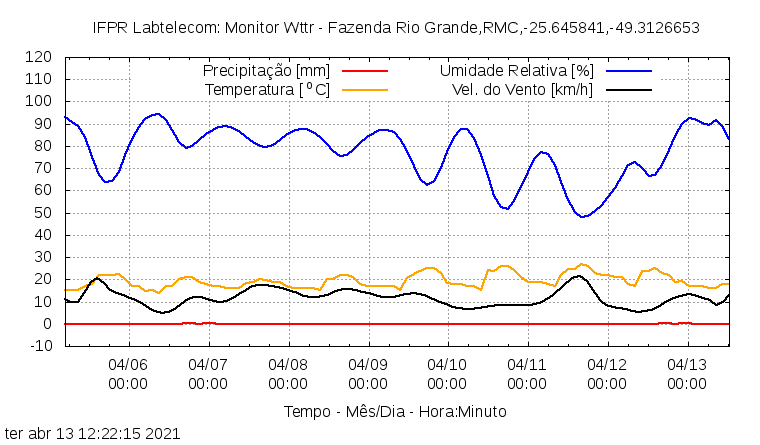 IFPR Labtelecom: Monitor Wttr - Fazenda Rio Grande,RMC,-25.645841,-49.3126653
120
110
100
90
80
70
60
50
40
30
20
10
0
-10
Precipitação [mm]
Temperatura [⁰C]
Umidade Relativa [%]
Vel. do Vento [km/h]
04/06 04/07 04/08 04/09 04/10 04/11 04/12 04/13
00:00 00:00 00:00 00:00 00:00 00:00 00:00 00:00
Tempo - Mês/Dia - Hora:Minuto
ter abr 13 12:22:15 2021